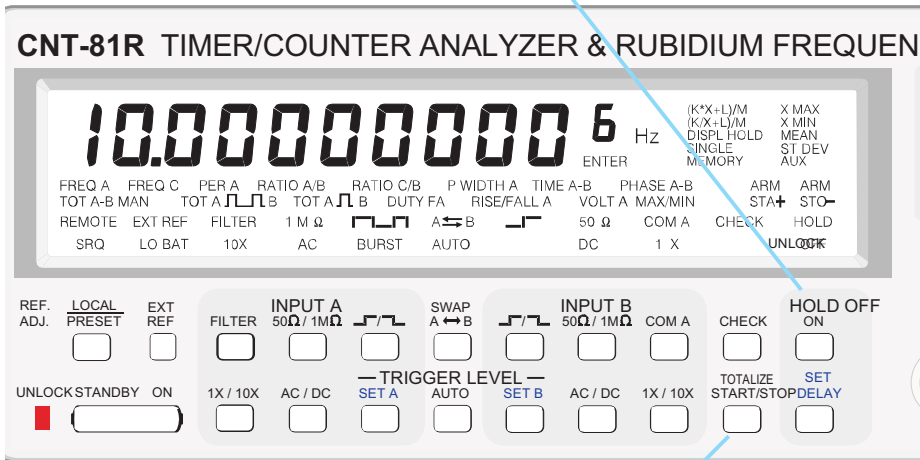 CNT-81R TIMER/COUNTER ANALYZER & RUBIDIUM FREQUEN
10.00000000 6 Hz
ENTER
(K*X+L)/M X MAX
(K/X+L)/M X MIN
DISPL HOLD MEAN
SINGLE ST DEV
MEMORY AUX
FREQ A FREQ C PER A RATIO A/B RATIO C/B P WIDTH A TIME A-B PHASE A-B ARM ARM
TOT A-B MAN TOT A B TOT A B DUTY FA RISE/FALL A VOLT A MAX/MIN STA+ STO-
REMOTE EXT REF FILTER 1 M Ω A⇆B 50 Ω COM A CHECK HOLD
SRQ LO BAT 10X AC BURST AUTO DC 1 X UNLOCK
REF. ADJ.
LOCAL
PRESET
EXT REF
INPUT A
FILTER 50Ω/1MΩ
SWAP
A ↔ B
INPUT B
50Ω/1MΩ COM A
CHECK
HOLD OFF
ON
TRIGGER LEVEL
UNLOCK STANDBY ON
1X / 10X AC / DC SET A AUTO SET B AC / DC 1X / 10X
TOTALIZE
START/STOP
SET
DELAY